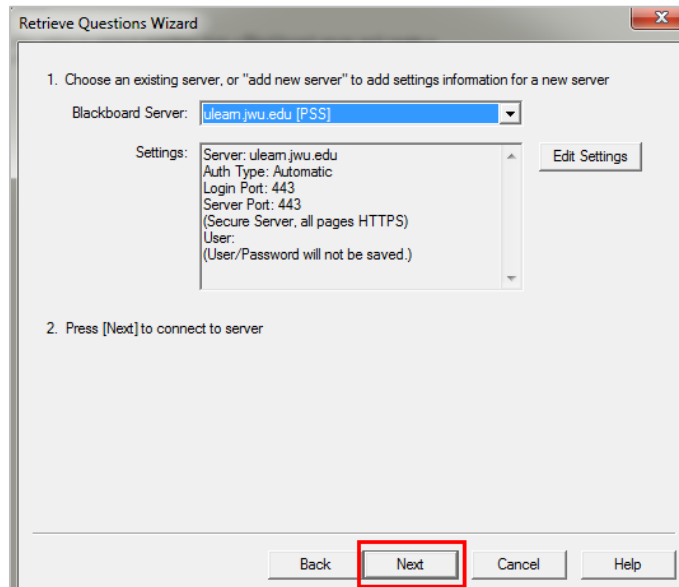 Retrieve Questions Wizard
1. Choose an existing server, or "add new server" to add settings information for a new server
Blackboard Server: ulearn.jwu.edu [PSS]
Settings: Server: ulearn.jwu.edu Edit Settings
Auth Type: Automatic
Login Port: 443
Server Port: 443
(Secure Server, all pages HTTPS)
User:
(User/Password will not be saved.)
2. Press [Next] to connect to server
Back Next Cancel Help